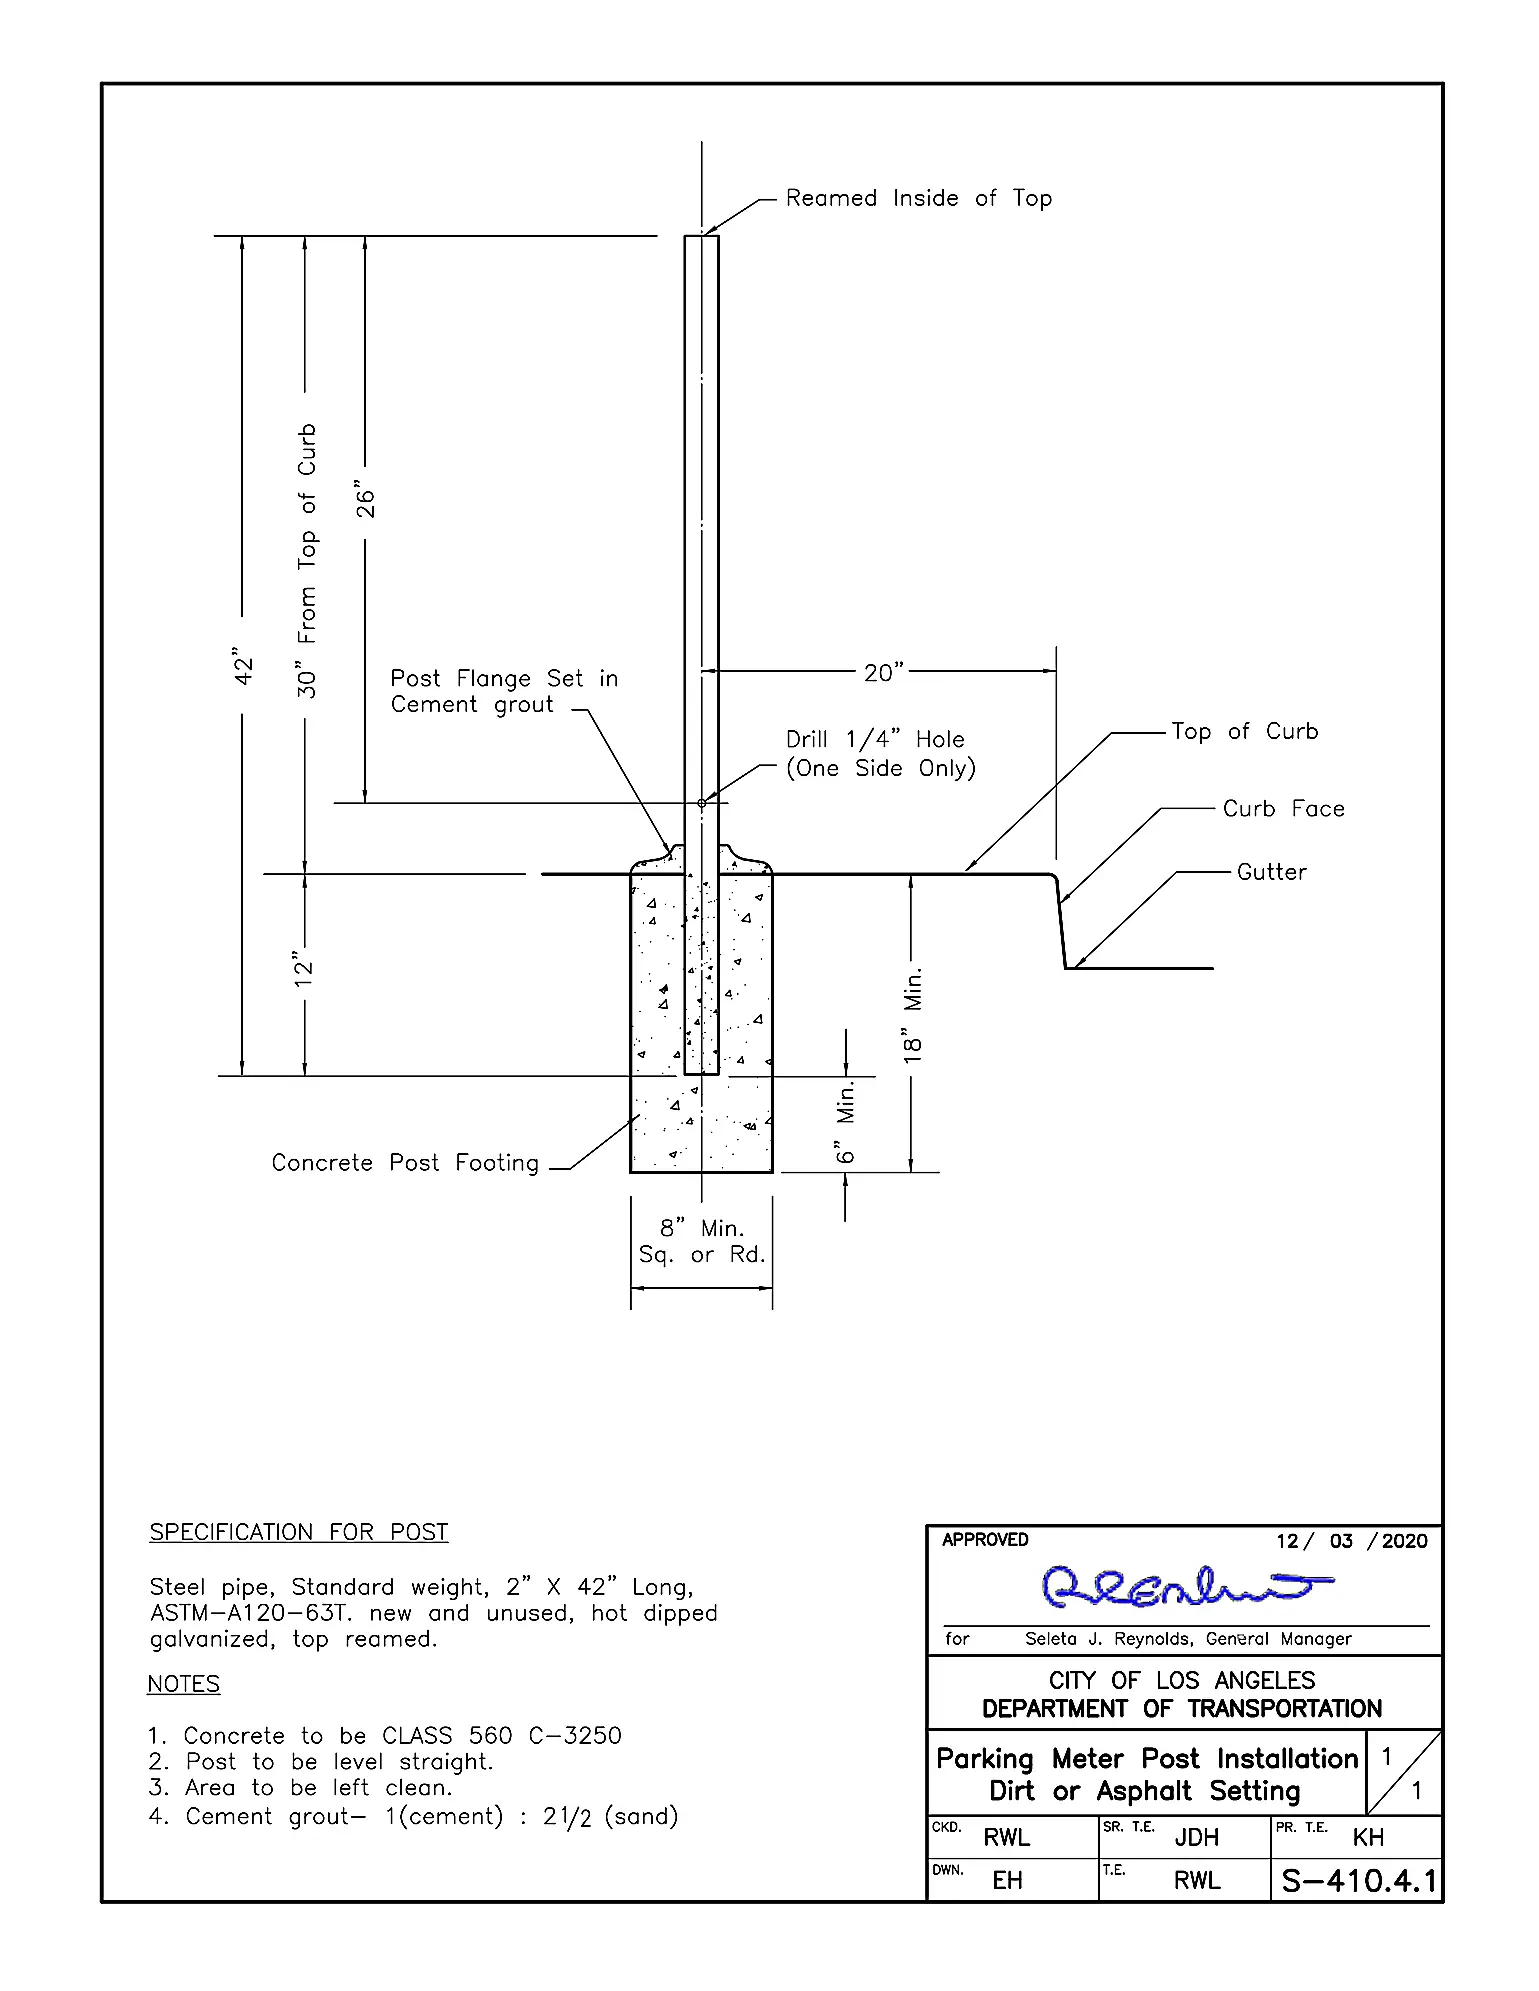 Reamed Inside of Top
42”
30” From Top of Curb
26”
Post Flange Set in
Cement grout
20”
Drill 1/4” Hole
(One Side Only)
Top of Curb
Curb Face
Gutter
12”
18” Min.
6” Min.
Concrete Post Footing
8” Min.
Sq. or Rd.
SPECIFICATION FOR POST
Steel pipe, Standard weight, 2” X 42” Long,
ASTM-A120-63T. new and unused, hot dipped
galvanized, top reamed.
NOTES
1. Concrete to be CLASS 560 C-3250
2. Post to be level straight.
3. Area to be left clean.
4. Cement grout- 1(cement) : 2 1/2 (sand)
APPROVED 12/ 03 /2020
for Seleta J. Reynolds, General Manager
CITY OF LOS ANGELES
DEPARTMENT OF TRANSPORTATION
Parking Meter Post Installation
Dirt or Asphalt Setting
1/1
CKD. RWL SR. T.E. JDH PR. T.E. KH
DWN. EH T.E. RWL S-410.4.1